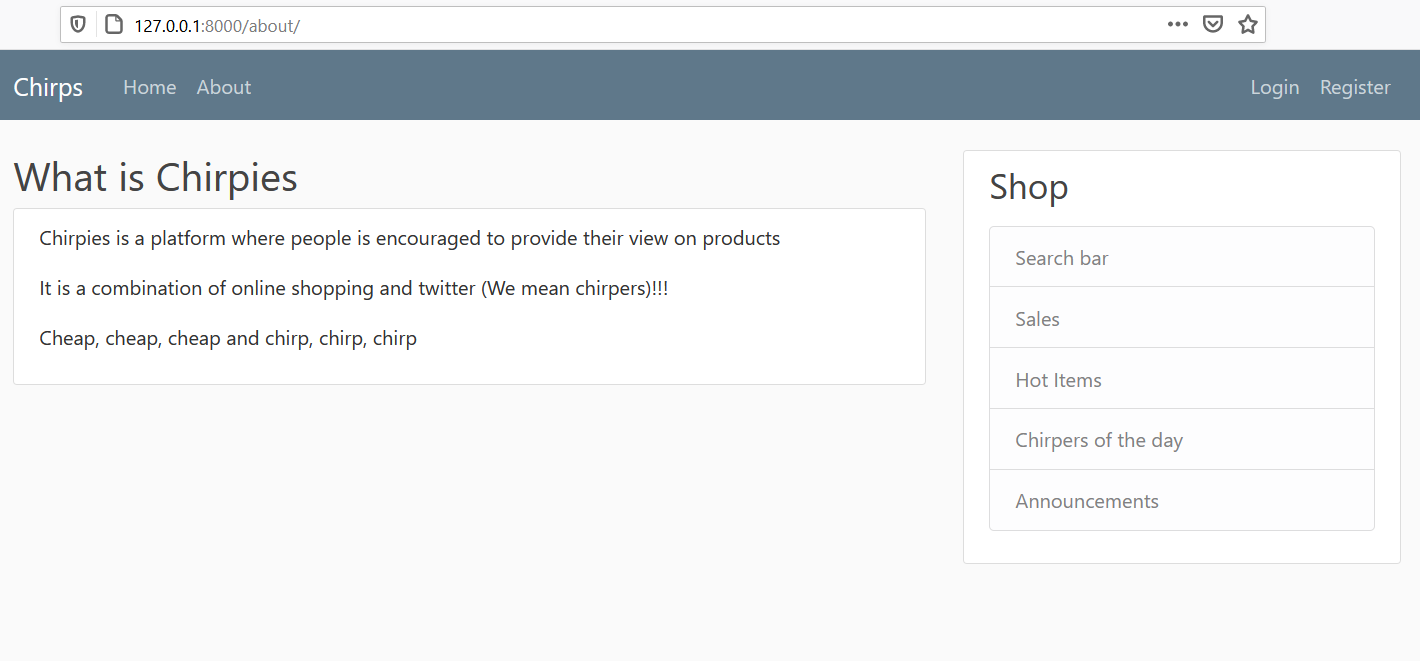 127.0.0.1:8000/about/
Chirps Home About Login Register
What is Chirpies
Chirpies is a platform where people is encouraged to provide their view on products
It is a combination of online shopping and twitter (We mean chirpers)!!!
Cheap, cheap, cheap and chirp, chirp, chirp
Shop
Search bar
Sales
Hot Items
Chirpers of the day
Announcements